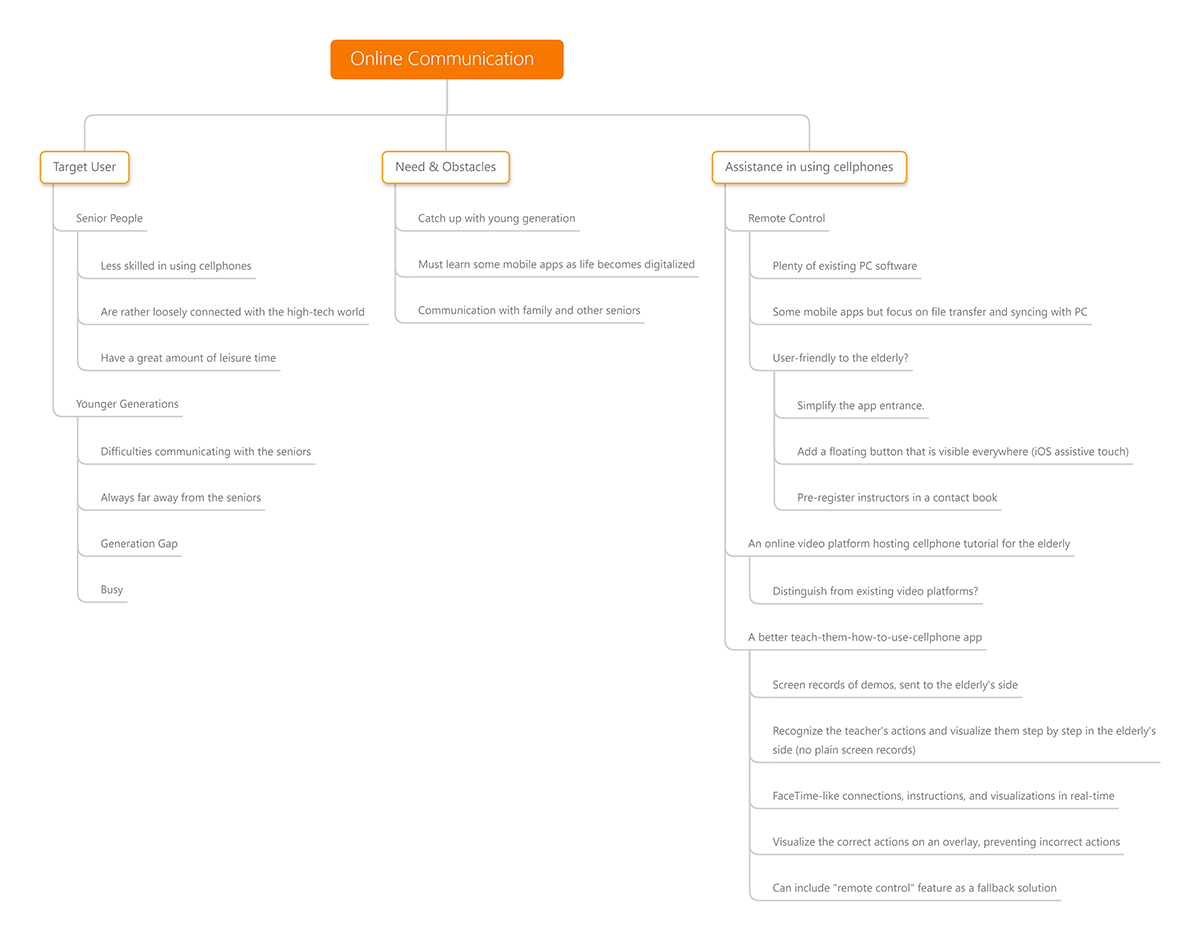 Online Communication
Target User
Senior People
Less skilled in using cellphones
Are rather loosely connected with the high-tech world
Have a great amount of leisure time
Younger Generations
Difficulties communicating with the seniors
Always far away from the seniors
Generation Gap
Busy
Need & Obstacles
Catch up with young generation
Must learn some mobile apps as life becomes digitalized
Communication with family and other seniors
Assistance in using cellphones
Remote Control
Plenty of existing PC software
Some mobile apps but focus on file transfer and syncing with PC
User-friendly to the elderly?
Simplify the app entrance.
Add a floating button that is visible everywhere (iOS assistive touch)
Pre-register instructors in a contact book
An online video platform hosting cellphone tutorial for the elderly
Distinguish from existing video platforms?
A better teach-them-how-to-use-cellphone app
Screen records of demos, sent to the elderly's side
Recognize the teacher's actions and visualize them step by step in the elderly's
side (no plain screen records)
FaceTime-like connections, instructions, and visualizations in real-time
Visualize the correct actions on an overlay, preventing incorrect actions
Can include "remote control" feature as a fallback solution